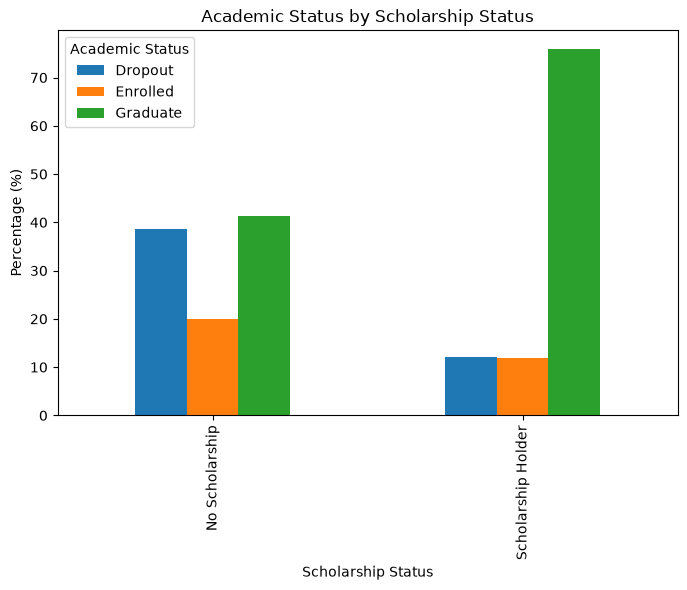 Academic Status by Scholarship Status
Academic Status
Dropout
Enrolled
Graduate
Percentage (%)
70
60
50
40
30
20
10
0
No Scholarship
Scholarship Holder
Scholarship Status